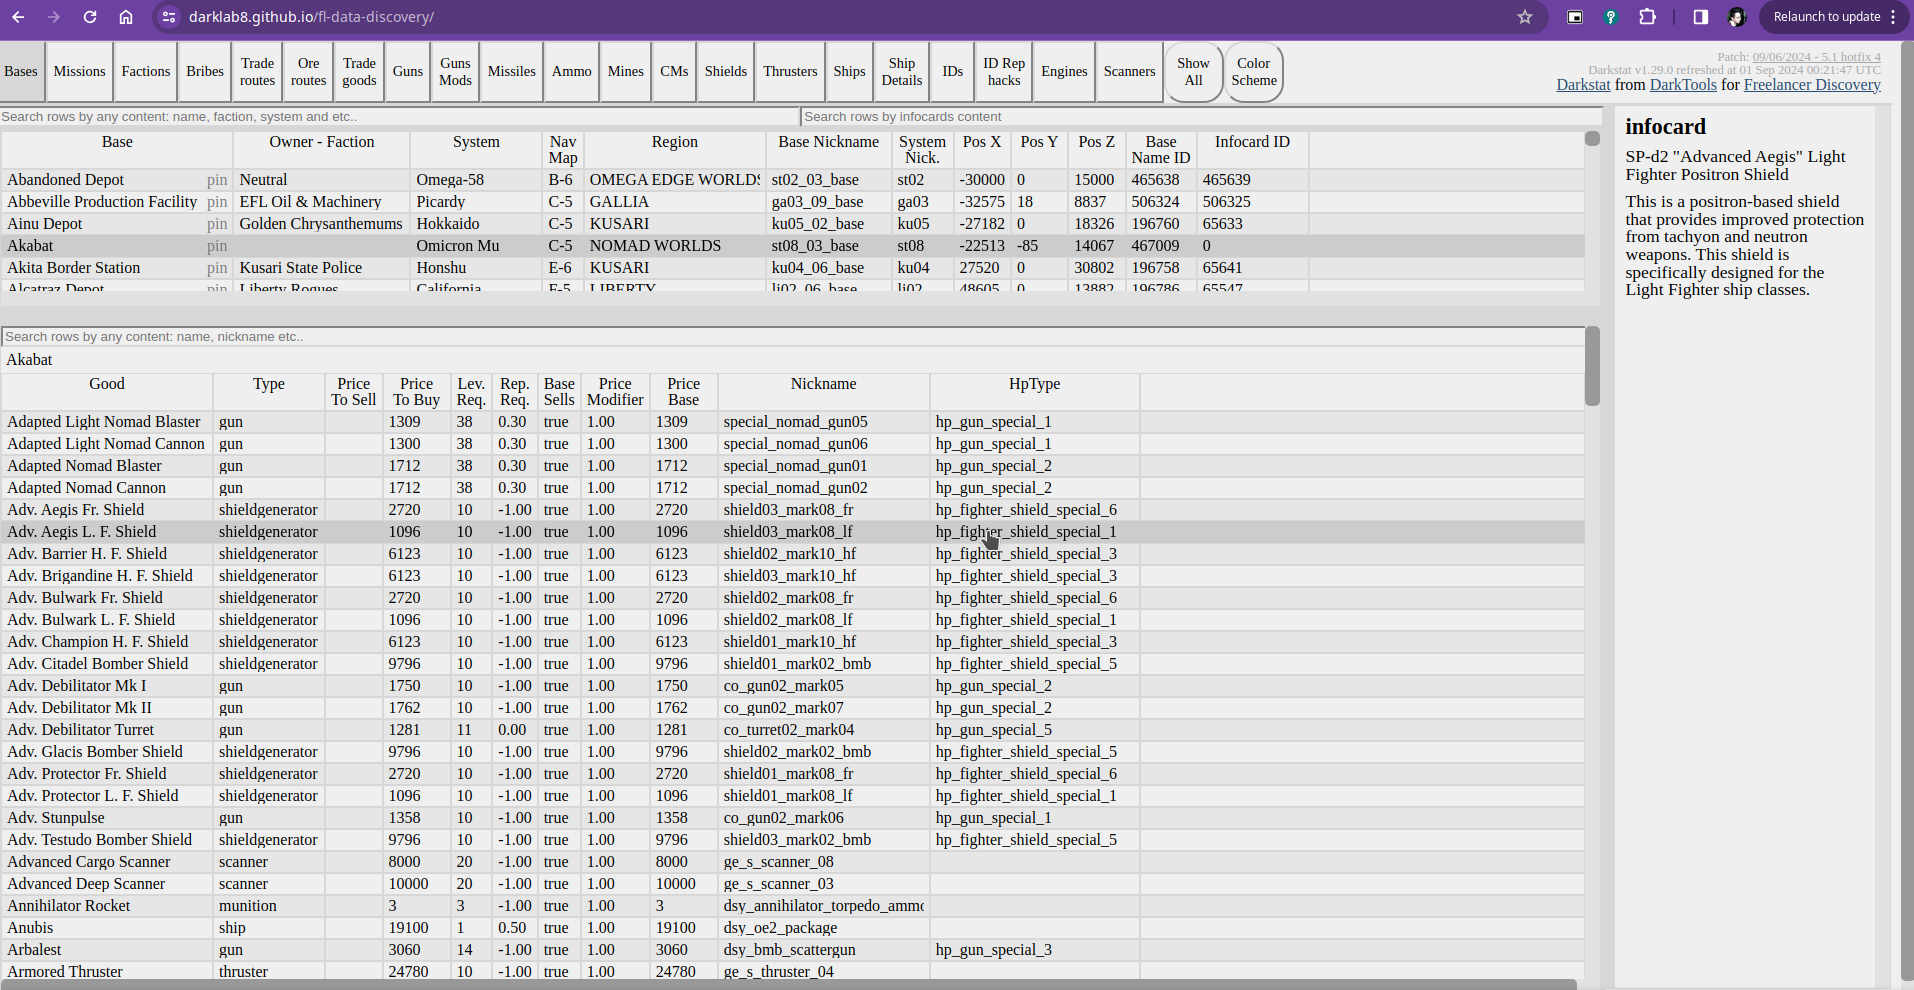 darklab8.github.io/fl-data-discovery/
Relaunch to update
Bases Missions Factions Bribes Trade routes Ore routes Trade goods Guns Guns Mods Missiles Ammo Mines CMs Shields Thrusters Ships Ship Details IDs ID Rep hacks Engines Scanners Show All Color Scheme
Patch: 09/06/2024 - 5.1 hotfix 4
Darkstat v1.29.0 refreshed at 01 Sep 2024 00:21:47 UTC
Darkstat from DarkTools for Freelancer Discovery
Search rows by any content: name, faction, system and etc..
Search rows by infocards content
Base Owner - Faction System Nav Map Region Base Nickname System Nick. Pos X Pos Y Pos Z Base Name ID Infocard ID
Abandoned Depot pin Neutral Omega-58 B-6 OMEGA EDGE WORLDS st02_03_base st02 -30000 0 15000 465638 465639
Abbeville Production Facility pin EFL Oil & Machinery Picardy C-5 GALLIA ga03_09_base ga03 -32575 18 8837 506324 506325
Ainu Depot pin Golden Chrysanthemums Hokkaido C-5 KUSARI ku05_02_base ku05 -27182 0 18326 196760 65633
Akabat pin Omicron Mu C-5 NOMAD WORLDS st08_03_base st08 -22513 -85 14067 467009 0
Akita Border Station pin Kusari State Police Honshu E-6 KUSARI ku04_06_base ku04 27520 0 30802 196758 65641
Alcatraz Depot pin Liberty Rogues California F-5 LIBERTY li02_06_base li02 48605 0 13882 196786 65547
Search rows by any content: name, nickname etc..
Akabat
Good Type Price To Sell Price To Buy Lev. Req. Rep. Req. Base Sells Price Modifier Price Base Nickname HpType
Adapted Light Nomad Blaster gun 1309 38 0.30 true 1.00 1309 special_nomad_gun05 hp_gun_special_1
Adapted Light Nomad Cannon gun 1300 38 0.30 true 1.00 1300 special_nomad_gun06 hp_gun_special_1
Adapted Nomad Blaster gun 1712 38 0.30 true 1.00 1712 special_nomad_gun01 hp_gun_special_2
Adapted Nomad Cannon gun 1712 38 0.30 true 1.00 1712 special_nomad_gun02 hp_gun_special_2
Adv. Aegis Fr. Shield shieldgenerator 2720 10 -1.00 true 1.00 2720 shield03_mark08_fr hp_fighter_shield_special_6
Adv. Aegis L. F. Shield shieldgenerator 1096 10 -1.00 true 1.00 1096 shield03_mark08_lf hp_fighter_shield_special_1
Adv. Barrier H. F. Shield shieldgenerator 6123 10 -1.00 true 1.00 6123 shield02_mark10_hf hp_fighter_shield_special_3
Adv. Brigandine H. F. Shield shieldgenerator 6123 10 -1.00 true 1.00 6123 shield03_mark10_hf hp_fighter_shield_special_3
Adv. Bulwark Fr. Shield shieldgenerator 2720 10 -1.00 true 1.00 2720 shield02_mark08_fr hp_fighter_shield_special_6
Adv. Bulwark L. F. Shield shieldgenerator 1096 10 -1.00 true 1.00 1096 shield02_mark08_lf hp_fighter_shield_special_1
Adv. Champion H. F. Shield shieldgenerator 6123 10 -1.00 true 1.00 6123 shield01_mark10_hf hp_fighter_shield_special_3
Adv. Citadel Bomber Shield shieldgenerator 9796 10 -1.00 true 1.00 9796 shield01_mark02_bmb hp_fighter_shield_special_5
Adv. Debilitator Mk I gun 1750 10 -1.00 true 1.00 1750 co_gun02_mark05 hp_gun_special_2
Adv. Debilitator Mk II gun 1762 10 -1.00 true 1.00 1762 co_gun02_mark07 hp_gun_special_2
Adv. Debilitator Turret gun 1281 11 0.00 true 1.00 1281 co_turret02_mark04 hp_gun_special_5
Adv. Glacis Bomber Shield shieldgenerator 9796 10 -1.00 true 1.00 9796 shield02_mark02_bmb hp_fighter_shield_special_5
Adv. Protector Fr. Shield shieldgenerator 2720 10 -1.00 true 1.00 2720 shield01_mark08_fr hp_fighter_shield_special_6
Adv. Protector L. F. Shield shieldgenerator 1096 10 -1.00 true 1.00 1096 shield01_mark08_lf hp_fighter_shield_special_1
Adv. Stunpulse gun 1358 10 -1.00 true 1.00 1358 co_gun02_mark06 hp_gun_special_1
Adv. Testudo Bomber Shield shieldgenerator 9796 10 -1.00 true 1.00 9796 shield03_mark02_bmb hp_fighter_shield_special_5
Advanced Cargo Scanner scanner 8000 20 -1.00 true 1.00 8000 ge_s_scanner_08
Advanced Deep Scanner scanner 10000 20 -1.00 true 1.00 10000 ge_s_scanner_03
Annihilator Rocket munition 3 3 -1.00 true 1.00 3 dsy_annihilator_torpedo_ammo
Anubis ship 19100 1 0.50 true 1.00 19100 dsy_oe2_package
Arbalest gun 3060 14 -1.00 true 1.00 3060 dsy_bmb_scattergun hp_gun_special_3
Armored Thruster thruster 24780 10 -1.00 true 1.00 24780 ge_s_thruster_04
infocard
SP-d2 "Advanced Aegis" Light
Fighter Positron Shield
This is a positron-based shield
that provides improved protection
from tachyon and neutron
weapons. This shield is
specifically designed for the
Light Fighter ship classes.